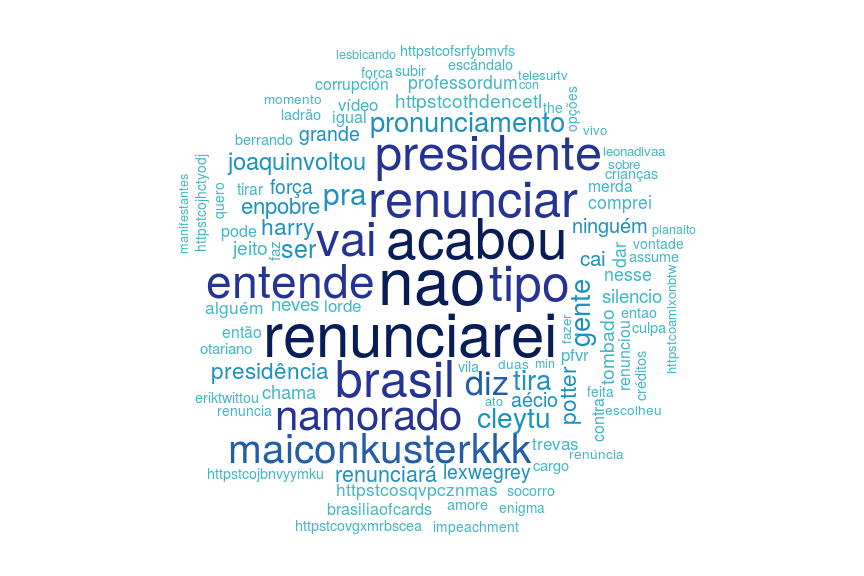 lesbicando
httpstcofsrfybmvfs
escándalo
forca
subir
telesurtv
corrupción
professordum
con
momento
vídeo
httpstcothdencetl
the
opções
ladrão
igual
pronunciamento
vivo
berrando
grande
joaquinvoltou
presidente
leonadivaa
sobre
crianças
manifestantes
httpstcojhctyodj
quero
tirar
força
pra
renunciar
merda
comprei
enpobre
pode
harry
ninguém
planaito
jeito
faz
ser
vai
acabou
cai
dar
vontade
assume
nesse
httpstcoamlxonbtw
entende
nao
tipo
gente
silencio
alguém
neves
lorde
entao
então
renunciarei
fazer
tombado
renunciou
culpa
otariano
pfvr
presidência
brasil
vila
duas
min
diz
tira
potter
créditos
eriktwittou
chama
ato
aécio
feita
renuncia
namorado
cleytu
contra
escolheu
maiconkusterkkk
trevas
renúncia
httpstcojbnvyymku
renunciará
lexwegrey
cargo
httpstcosqvpcznmas
socorro
brasiliaofcards
amore
enigma
httpstcovgxmrbscea
impeachment